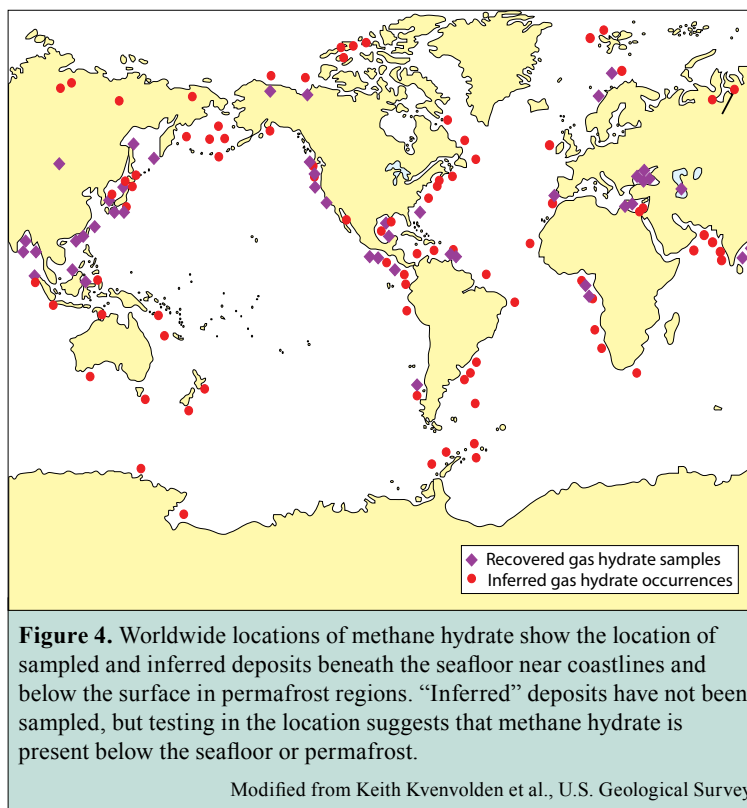 Recovered gas hydrate samples
Inferred gas hydrate occurrences
Figure 4. Worldwide locations of methane hydrate show the location of
sampled and inferred deposits beneath the seafloor near coastlines and
below the surface in permafrost regions. “Inferred” deposits have not been
sampled, but testing in the location suggests that methane hydrate is
present below the seafloor or permafrost.
Modified from Keith Kvenvolden et al., U.S. Geological Survey